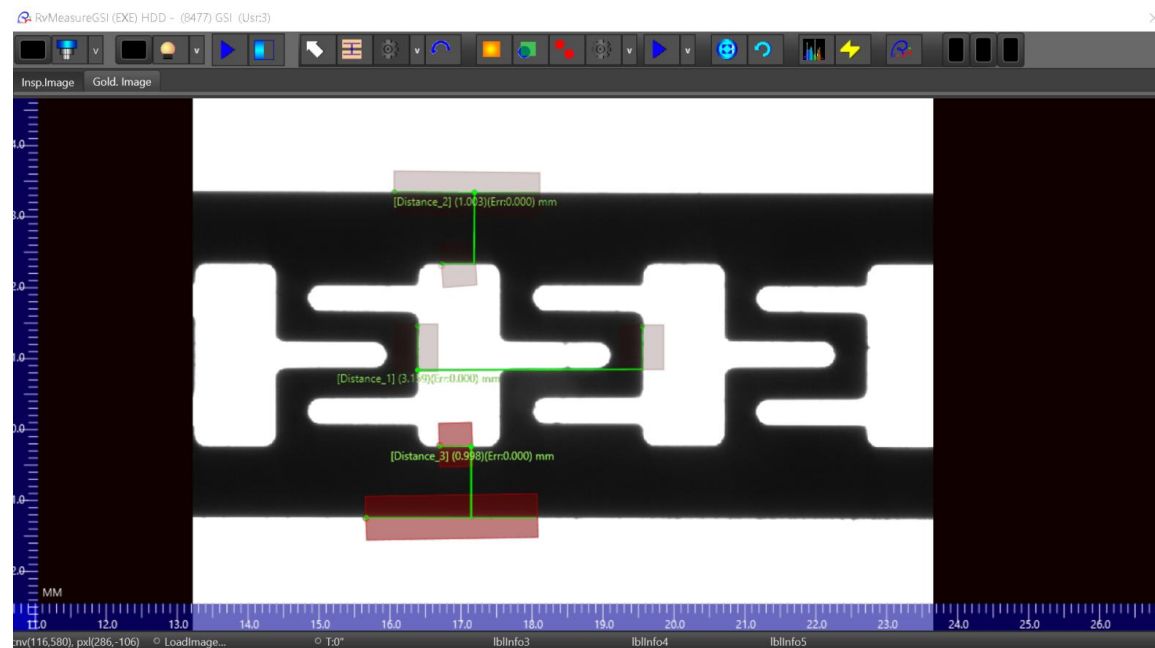 RvMeasureGSI (EXE) HDD - (8477) GSI (Usr:3)
Insp.Image Gold. Image
[Distance_2] (1.003)(Err:0.000) mm
[Distance_1] (3.159)(Err:0.000) mm
[Distance_3] (0.998)(Err:0.000) mm
MM
12.0 13.0 14.0 15.0 16.0 17.0 18.0 19.0 20.0 21.0 22.0 23.0 24.0 25.0 26.0
cnv(116,580), pxl(286,-106) LoadImage... T:0" lblInfo3 lblInfo4 lblInfo5